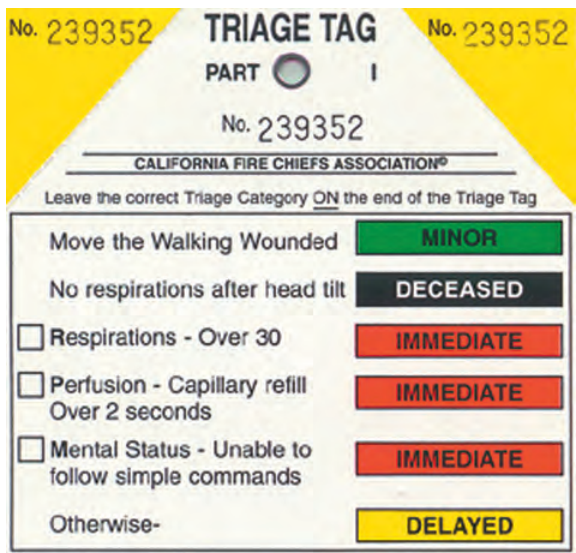 No. 239352
TRIAGE TAG
No. 239352
PART I
No. 239352
CALIFORNIA FIRE CHIEFS ASSOCIATION©
Leave the correct Triage Category ON the end of the Triage Tag
Move the Walking Wounded MINOR
No respirations after head tilt DECEASED
Respirations - Over 30 IMMEDIATE
Perfusion - Capillary refill IMMEDIATE
Over 2 seconds
Mental Status - Unable to IMMEDIATE
follow simple commands
Otherwise- DELAYED